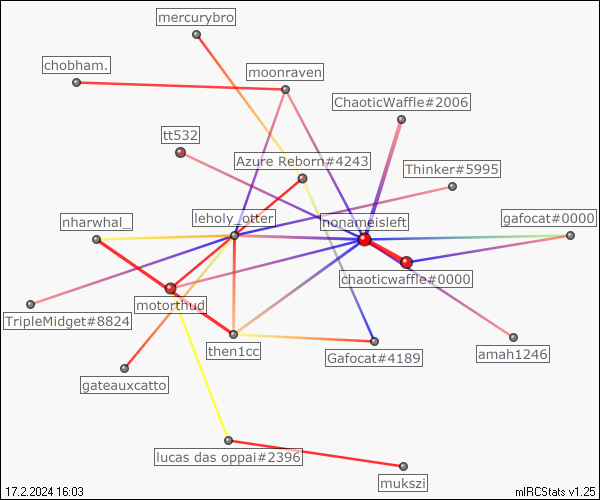 mercurybro
chobham.
moonraven
ChaoticWaffle#2006
tt532
Azure Reborn#4243
Thinker#5995
leholy_otter
nharwhal_
nonameisleft
gafocat#0000
chaoticwaffle#0000
motorthud
TripleMidget#8824
then1cc
Gafocat#4189
amah1246
gateauxcatto
lucas das oppai#2396
mukszi
17.2.2024 16:03
mIRCStats v1.25